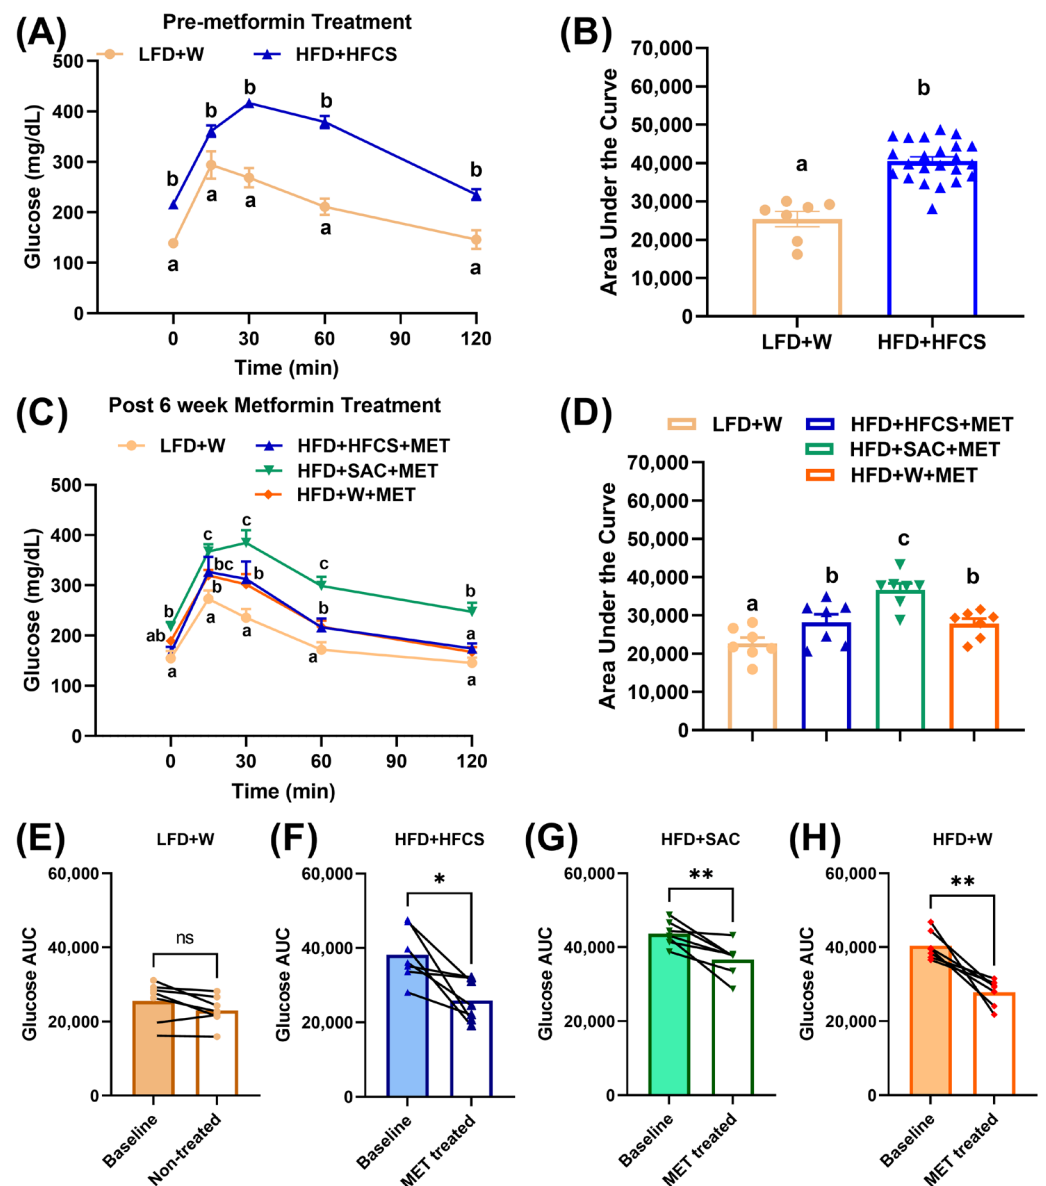 (A)
Pre-metformin Treatment
LFD+W
HFD+HFCS
Glucose (mg/dL)
500
400
300
200
100
0
b
b
b
b
b
a
a
a
a
a
0
30
60
90
120
Time (min)
(B)
Area Under the Curve
70,000
60,000
50,000
40,000
30,000
20,000
10,000
0
a
b
LFD+W
HFD+HFCS
(C)
Post 6 week Metformin Treatment
LFD+W
HFD+HFCS+MET
HFD+SAC+MET
HFD+W+MET
Glucose (mg/dL)
500
400
300
200
100
0
b
ab
a
c
bc
b
a
c
b
a
c
b
a
b
a
a
0
30
60
90
120
Time (min)
(D)
LFD+W
HFD+HFCS+MET
HFD+SAC+MET
HFD+W+MET
Area Under the Curve
70,000
60,000
50,000
40,000
30,000
20,000
10,000
0
a
b
c
b
(E)
LFD+W
Glucose AUC
60,000
40,000
20,000
0
ns
Baseline
Non-treated
(F)
HFD+HFCS
Glucose AUC
60,000
40,000
20,000
0
*
Baseline
MET treated
(G)
HFD+SAC
Glucose AUC
60,000
40,000
20,000
0
**
Baseline
MET treated
(H)
HFD+W
Glucose AUC
60,000
40,000
20,000
0
**
Baseline
MET treated